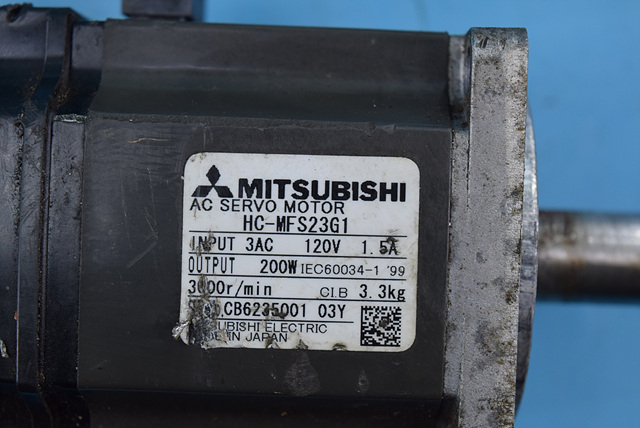 MITSUBISHI
AC SERVO MOTOR
HC-MFS23G1
INPUT 3AC 120V 1.5A
OUTPUT 200W IEC60034-1 '99
3000r/min CI.B 3.3kg
CB6235001 03Y
ELECTRIC
IN JAPAN